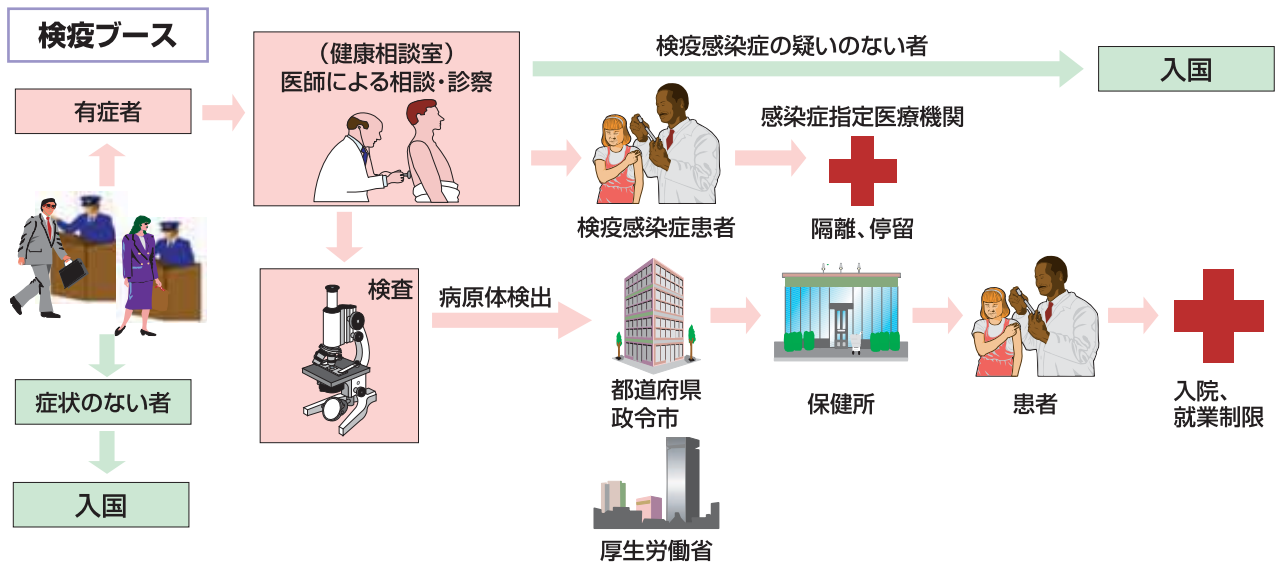 検疫ブース
有症者
症状のない者
入国
（健康相談室）
医師による相談・診察
検疫感染症の疑いのない者
入国
検疫感染症患者
感染症指定医療機関
隔離、停留
検査
病原体検出
都道府県
政令市
保健所
患者
入院、
就業制限
厚生労働省